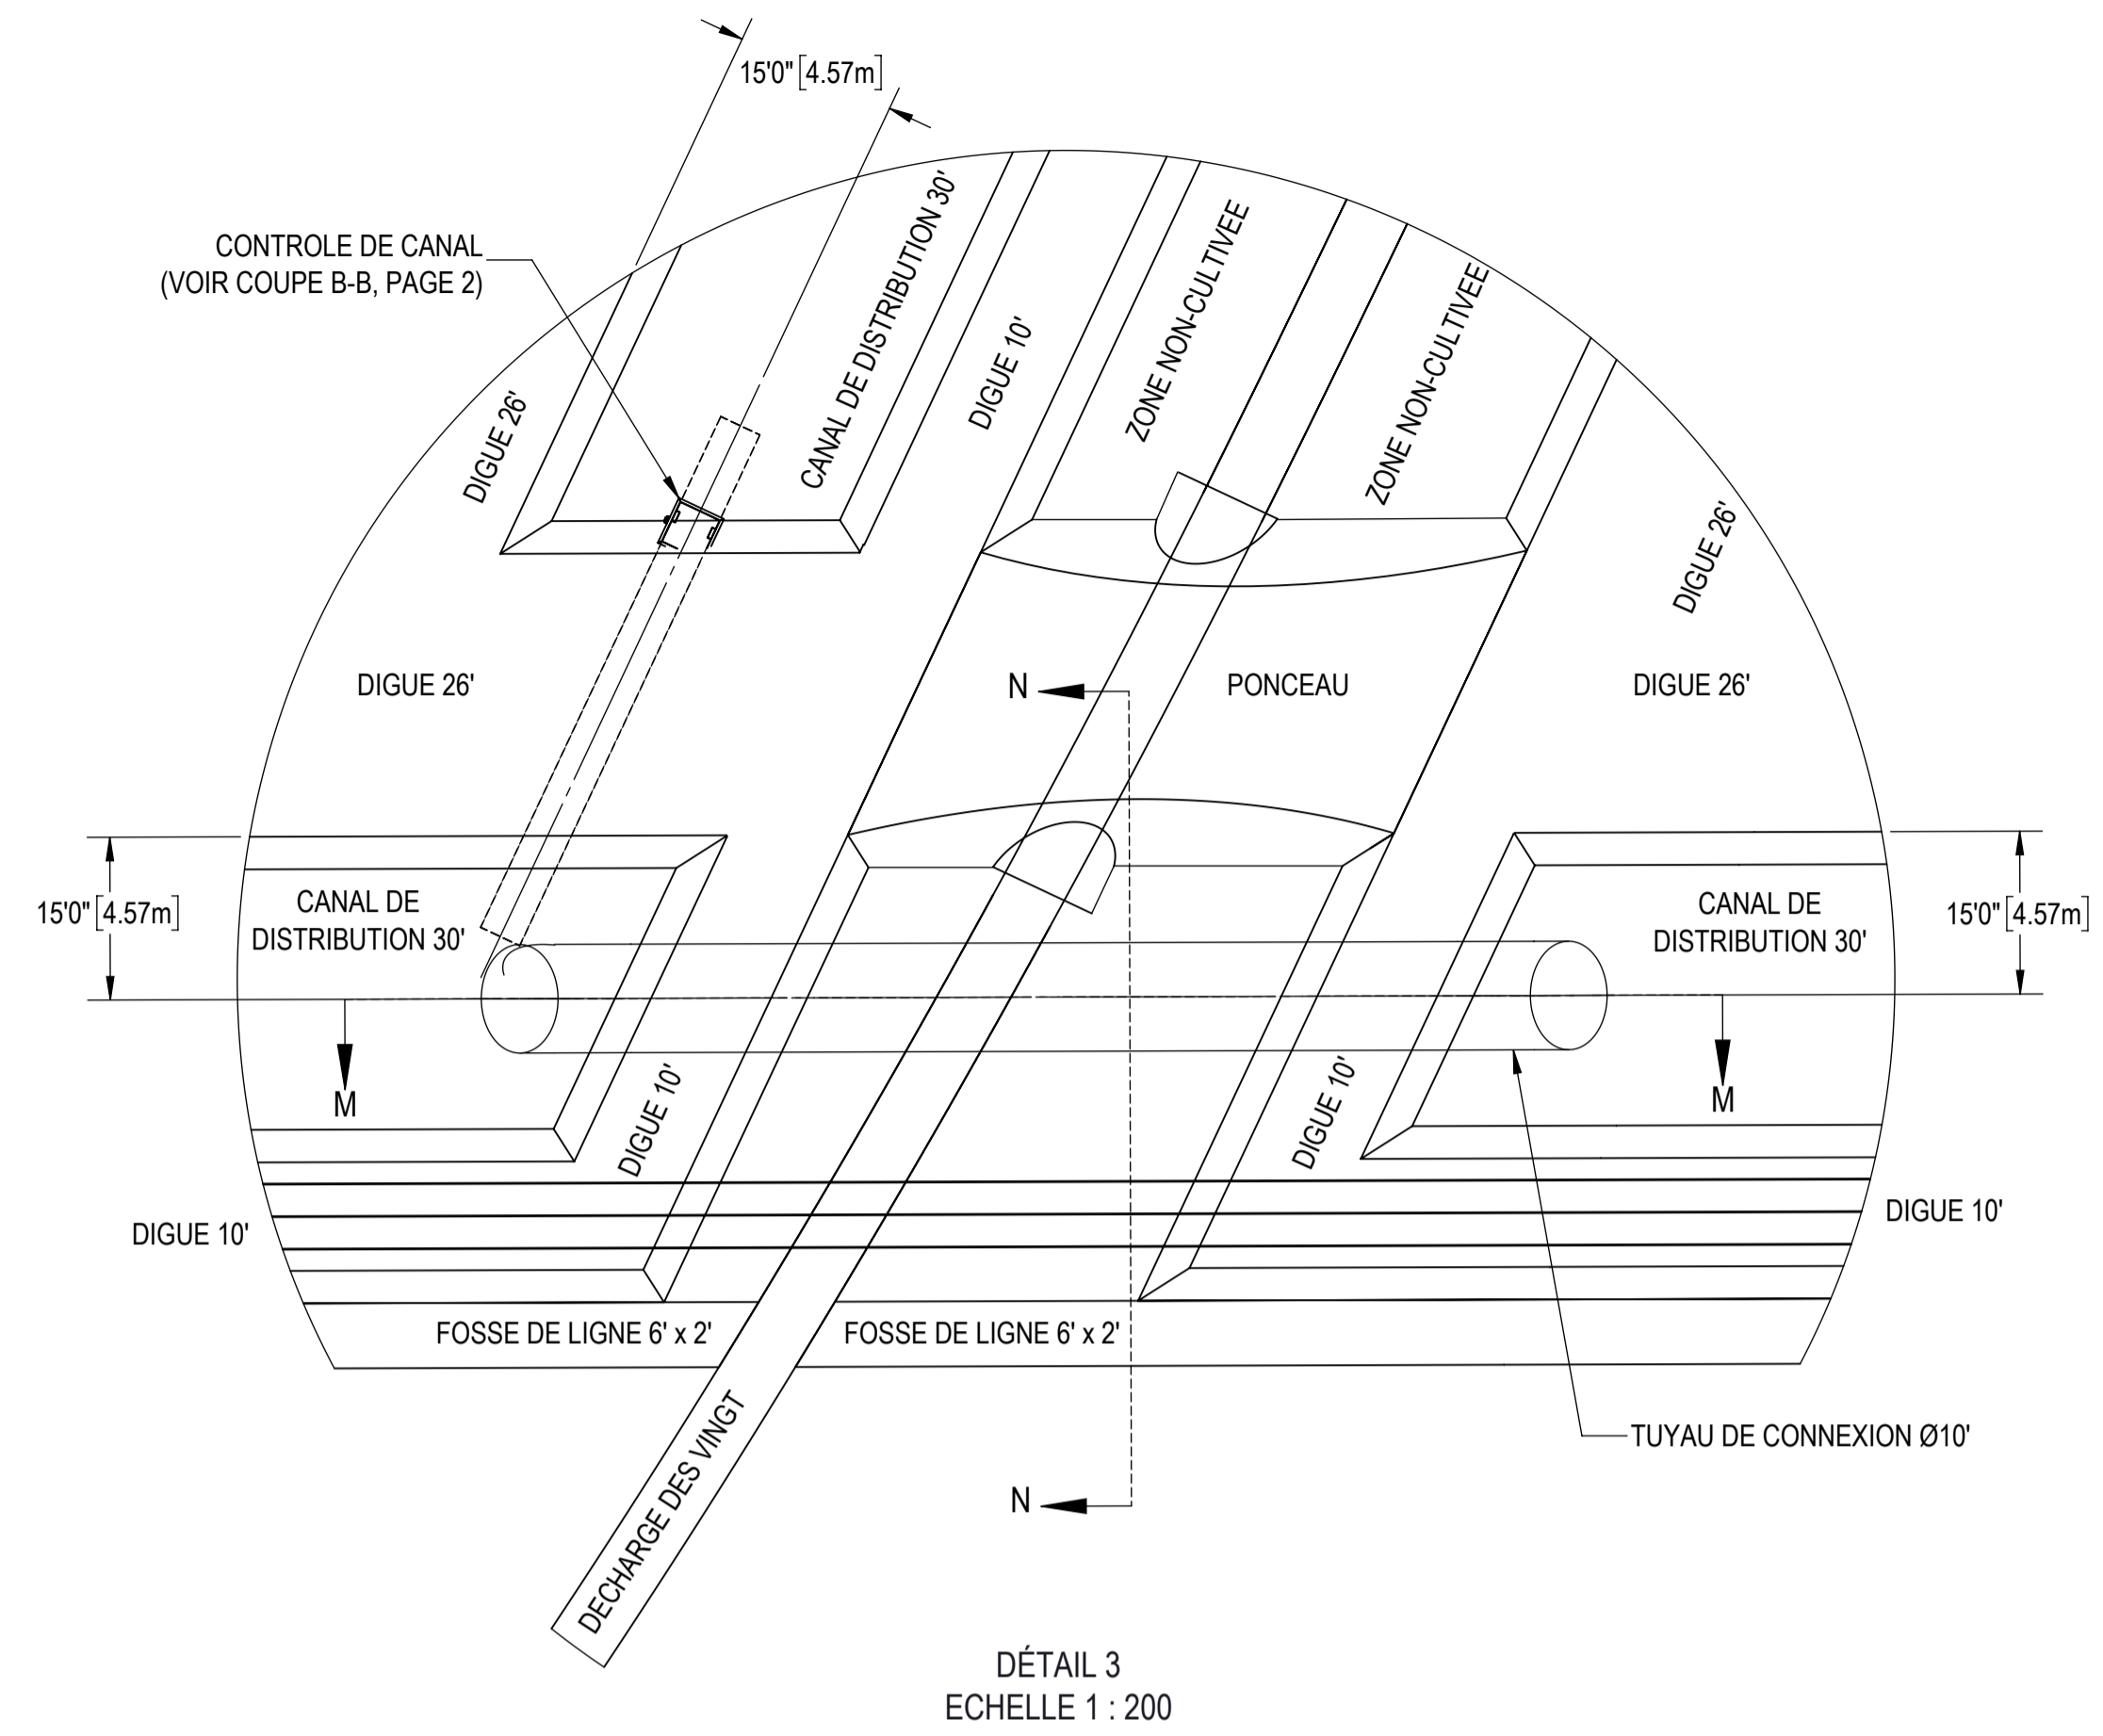 15'0" [4.57m]
CONTROLE DE CANAL
(VOIR COUPE B-B, PAGE 2)
DIGUE 26'
CANAL DE DISTRIBUTION 30'
DIGUE 10'
ZONE NON-CULTIVEE
ZONE NON-CULTIVEE
DIGUE 26'
DIGUE 26'
N
PONCEAU
DIGUE 26'
15'0" [4.57m]
CANAL DE
DISTRIBUTION 30'
CANAL DE
DISTRIBUTION 30'
15'0" [4.57m]
M
DIGUE 10'
DIGUE 10'
M
DIGUE 10'
DIGUE 10'
FOSSE DE LIGNE 6' x 2'
FOSSE DE LIGNE 6' x 2'
TUYAU DE CONNEXION Ø10'
N
DECHARGE DES VINGT
DÉTAIL 3
ECHELLE 1 : 200